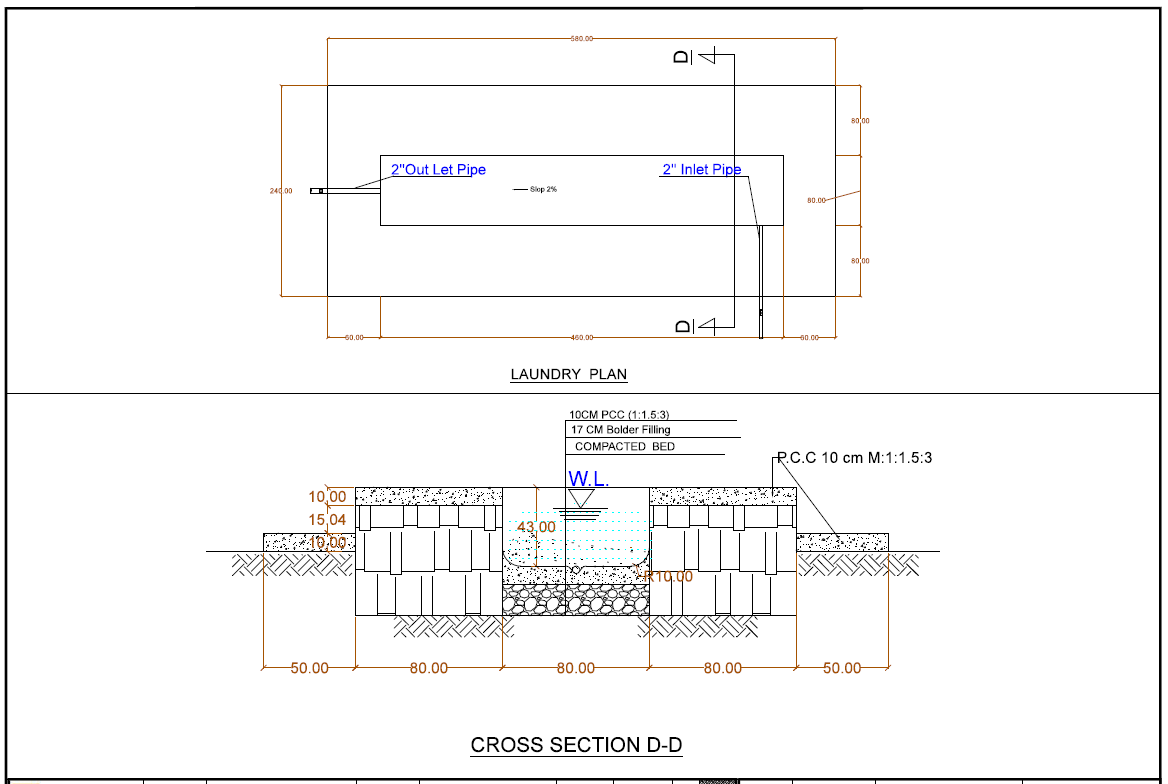 580.00
D
80.00
2"Out Let Pipe
2" Inlet Pipe
240.00
Slop 2%
80.00
80.00
D
60.00
460.00
60.00
LAUNDRY PLAN
10CM PCC (1:1.5:3)
17 CM Bolder Filling
COMPACTED BED
P.C.C 10 cm M:1:1.5:3
W.L.
10.00
15.04
43.00
10.00
R10.00
50.00
80.00
80.00
80.00
50.00
CROSS SECTION D-D